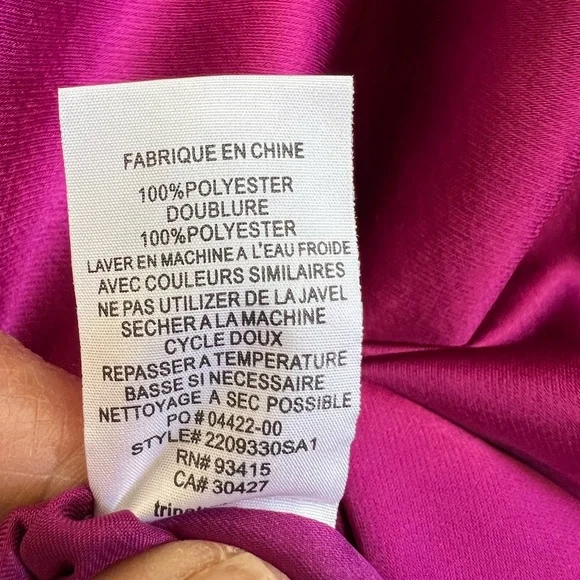 FABRIQUE EN CHINE
100%POLYESTER
DOUBLURE
100%POLYESTER
LAVER EN MACHINE A L'EAU FROIDE
AVEC COULEURS SIMILAIRES
NE PAS UTILIZER DE LA JAVEL
SECHER A LA MACHINE
CYCLE DOUX
REPASSER A TEMPERATURE
BASSE SI NECESSAIRE
NETTOYAGE A SEC POSSIBLE
PO # 04422-00
STYLE# 2209330SA1
RN# 93415
CA# 30427